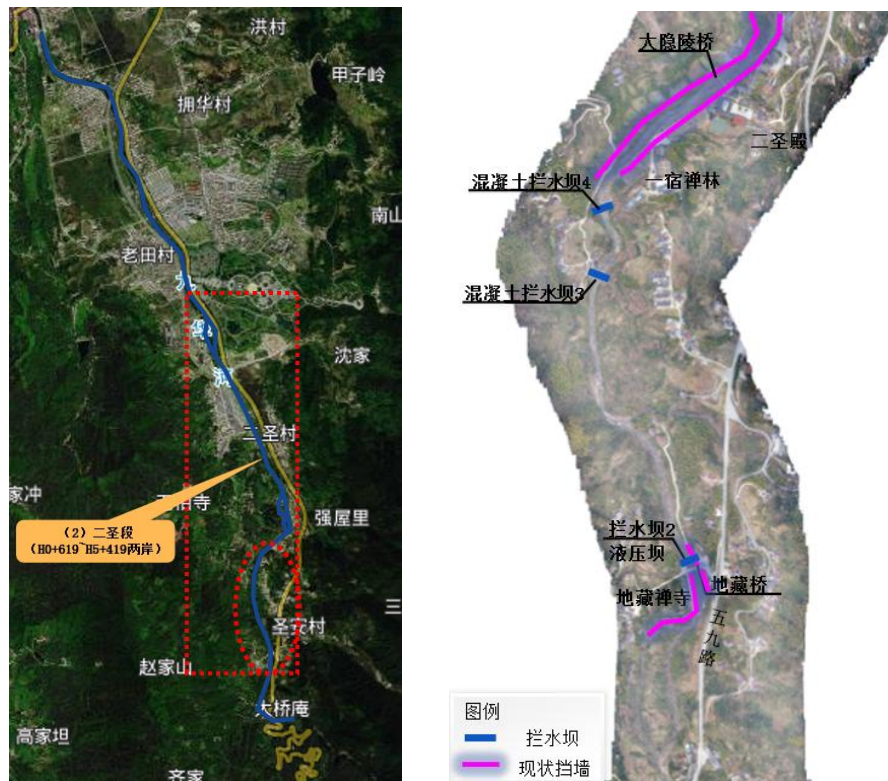 洪村
甲子岭
拥华村
南山
老田村
九
华
河
沈家
二圣村
家冲
强屋里
(2)二圣段
(H0+619~H5+419两岸)
三
圣安村
赵家山
大桥庵
高家坦
齐家
大隐陵桥
二圣殿
一宿禅林
混凝土拦水坝4
混凝土拦水坝3
拦水坝2
液压坝
地藏桥
地藏禅寺
五九路
图例
拦水坝
现状挡墙